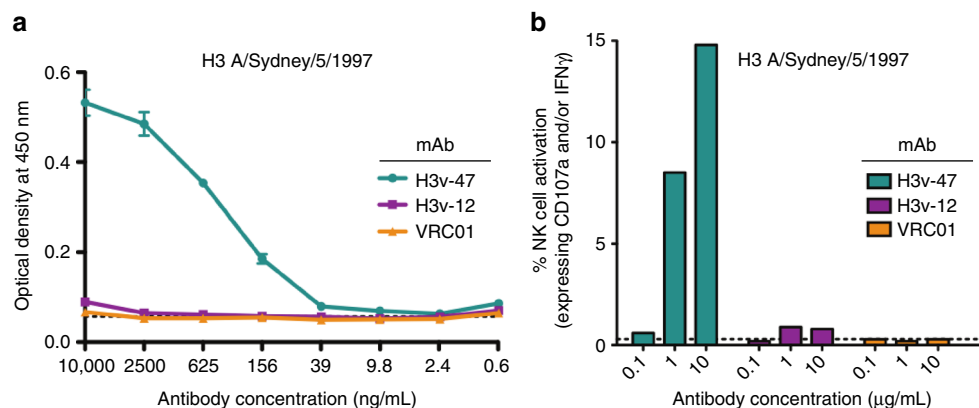 a
H3 A/Sydney/5/1997
Optical density at 450 nm
0.6
0.4
0.2
0.0
10,000 2500 625 156 39 9.8 2.4 0.6
Antibody concentration (ng/mL)
mAb
H3v-47
H3v-12
VRC01
b
H3 A/Sydney/5/1997
% NK cell activation
(expressing CD107a and/or IFNγ)
15
10
5
0
0.1 1 10 0.1 1 10 0.1 1 10
Antibody concentration (μg/mL)
mAb
H3v-47
H3v-12
VRC01